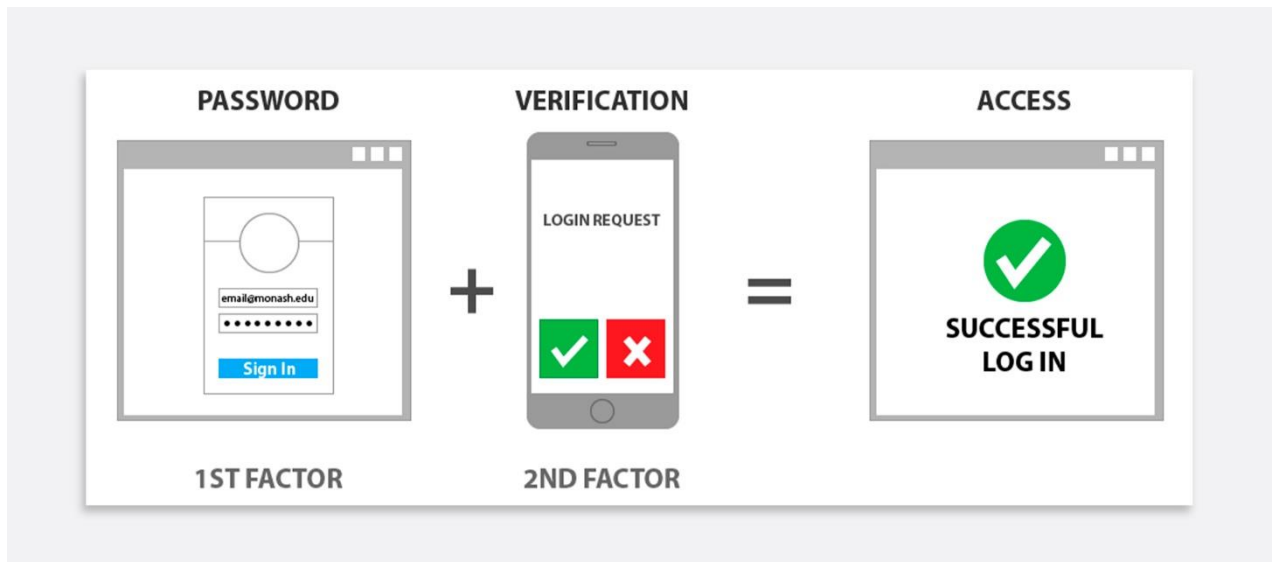 PASSWORD
VERIFICATION
ACCESS
LOGIN REQUEST
email@monash.edu
Sign In
SUCCESSFUL
LOG IN
1ST FACTOR
2ND FACTOR